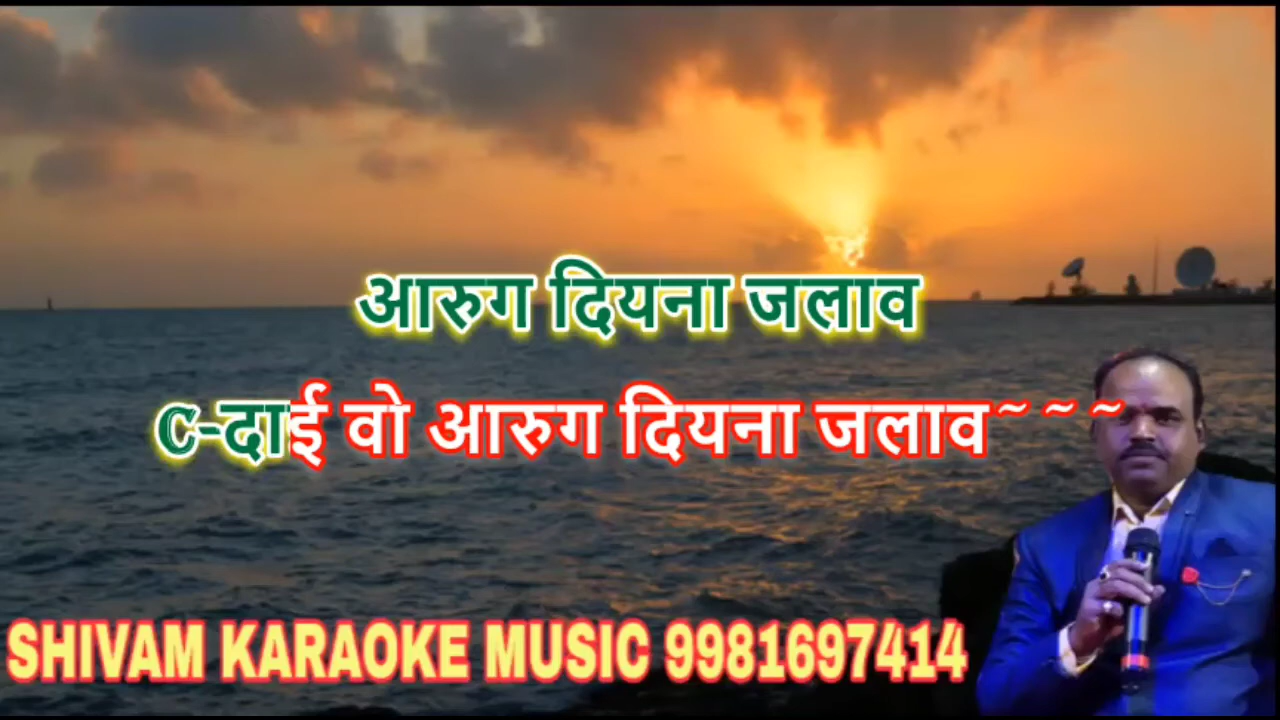 आरुग दियना जलाव
C-दाई वो आरुग दियना जलाव~ ~ ~
SHIVAM KARAOKE MUSIC 9981697414